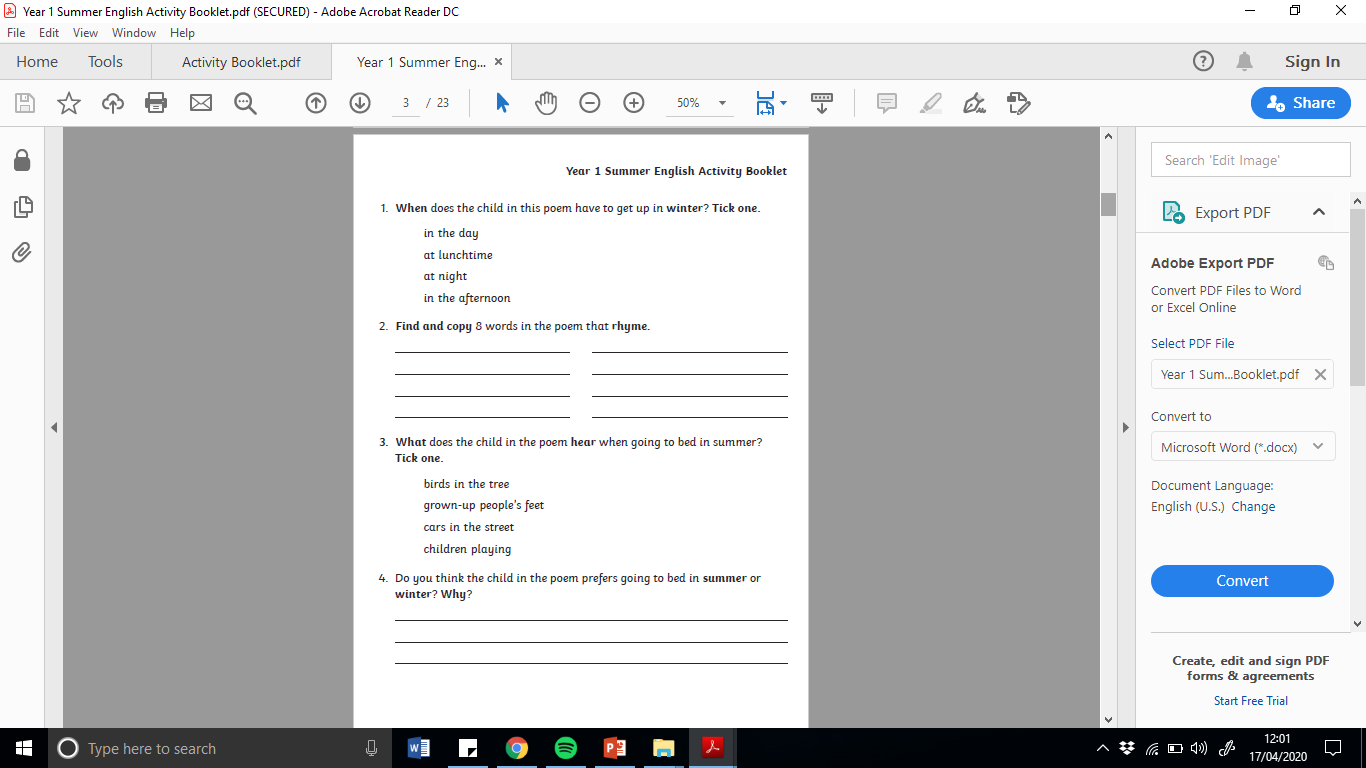 Year 1 Summer English Activity Booklet.pdf (SECURED) - Adobe Acrobat Reader DC
File Edit View Window Help
Home Tools Activity Booklet.pdf Year 1 Summer Eng... ×
3 / 23 50% Share
Year 1 Summer English Activity Booklet
1. When does the child in this poem have to get up in winter? Tick one.
in the day
at lunchtime
at night
in the afternoon
2. Find and copy 8 words in the poem that rhyme.
3. What does the child in the poem hear when going to bed in summer?
Tick one.
birds in the tree
grown-up people's feet
cars in the street
children playing
4. Do you think the child in the poem prefers going to bed in summer or
winter? Why?
Sign In
Search 'Edit Image'
Export PDF
Adobe Export PDF
Convert PDF Files to Word
or Excel Online
Select PDF File
Year 1 Sum...Booklet.pdf
Convert to
Microsoft Word (*.docx)
Document Language:
English (U.S.) Change
Convert
Create, edit and sign PDF
forms & agreements
Start Free Trial
Type here to search
12:01
17/04/2020